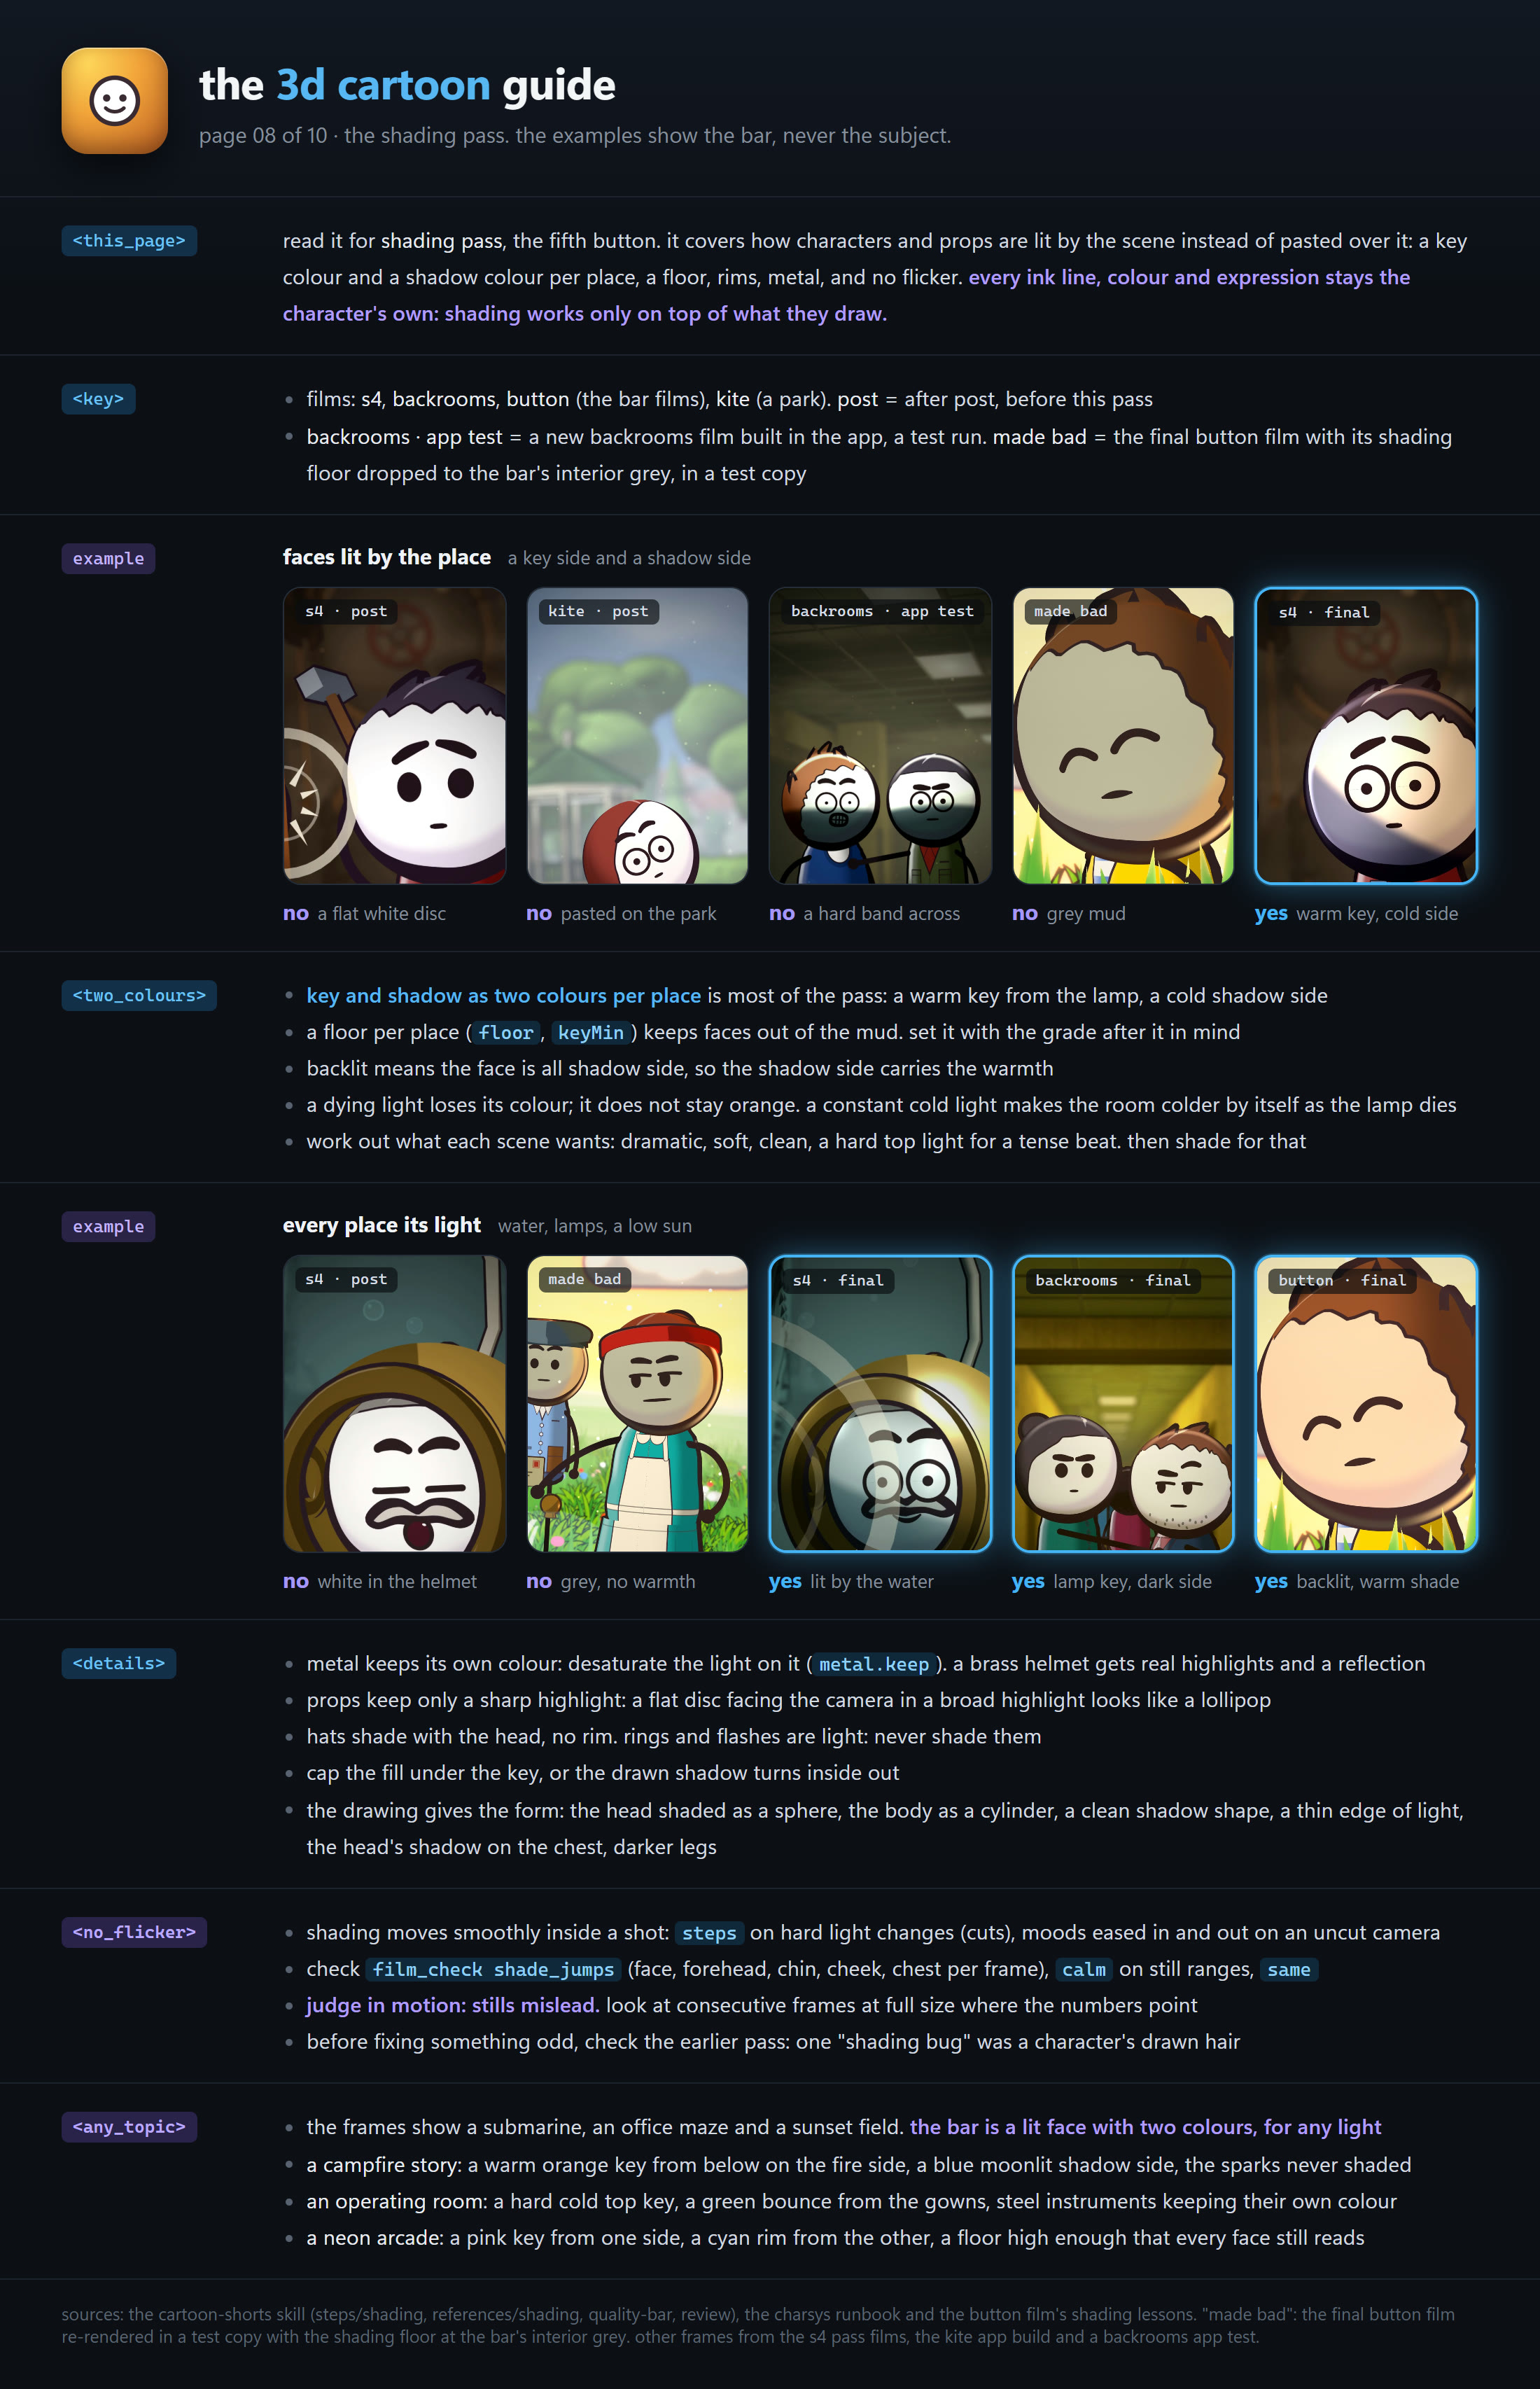 the 3d cartoon guide
page 08 of 10 · the shading pass. the examples show the bar, never the subject.
<this_page>
read it for shading pass, the fifth button. it covers how characters and props are lit by the scene instead of pasted over it: a key
colour and a shadow colour per place, a floor, rims, metal, and no flicker. every ink line, colour and expression stays the
character's own: shading works only on top of what they draw.
<key>
films: s4, backrooms, button (the bar films), kite (a park). post = after post, before this pass
backrooms · app test = a new backrooms film built in the app, a test run. made bad = the final button film with its shading
floor dropped to the bar's interior grey, in a test copy
example
faces lit by the place a key side and a shadow side
s4 · post
kite · post
backrooms · app test
made bad
s4 · final
no a flat white disc
no pasted on the park
no a hard band across
no grey mud
yes warm key, cold side
<two_colours>
key and shadow as two colours per place is most of the pass: a warm key from the lamp, a cold shadow side
a floor per place (floor, keyMin) keeps faces out of the mud. set it with the grade after it in mind
backlit means the face is all shadow side, so the shadow side carries the warmth
a dying light loses its colour; it does not stay orange. a constant cold light makes the room colder by itself as the lamp dies
work out what each scene wants: dramatic, soft, clean, a hard top light for a tense beat. then shade for that
example
every place its light water, lamps, a low sun
s4 · post
made bad
s4 · final
backrooms · final
button · final
no white in the helmet
no grey, no warmth
yes lit by the water
yes lamp key, dark side
yes backlit, warm shade
<details>
metal keeps its own colour: desaturate the light on it (metal.keep). a brass helmet gets real highlights and a reflection
props keep only a sharp highlight: a flat disc facing the camera in a broad highlight looks like a lollipop
hats shade with the head, no rim. rings and flashes are light: never shade them
cap the fill under the key, or the drawn shadow turns inside out
the drawing gives the form: the head shaded as a sphere, the body as a cylinder, a clean shadow shape, a thin edge of light,
the head's shadow on the chest, darker legs
<no_flicker>
shading moves smoothly inside a shot: steps on hard light changes (cuts), moods eased in and out on an uncut camera
check film_check shade_jumps (face, forehead, chin, cheek, chest per frame), calm on still ranges, same
judge in motion: stills mislead. look at consecutive frames at full size where the numbers point
before fixing something odd, check the earlier pass: one "shading bug" was a character's drawn hair
<any_topic>
the frames show a submarine, an office maze and a sunset field. the bar is a lit face with two colours, for any light
a campfire story: a warm orange key from below on the fire side, a blue moonlit shadow side, the sparks never shaded
an operating room: a hard cold top key, a green bounce from the gowns, steel instruments keeping their own colour
a neon arcade: a pink key from one side, a cyan rim from the other, a floor high enough that every face still reads
sources: the cartoon-shorts skill (steps/shading, references/shading, quality-bar, review), the charsys runbook and the button film's shading lessons. "made bad": the final button film
re-rendered in a test copy with the shading floor at the bar's interior grey. other frames from the s4 pass films, the kite app build and a backrooms app test.